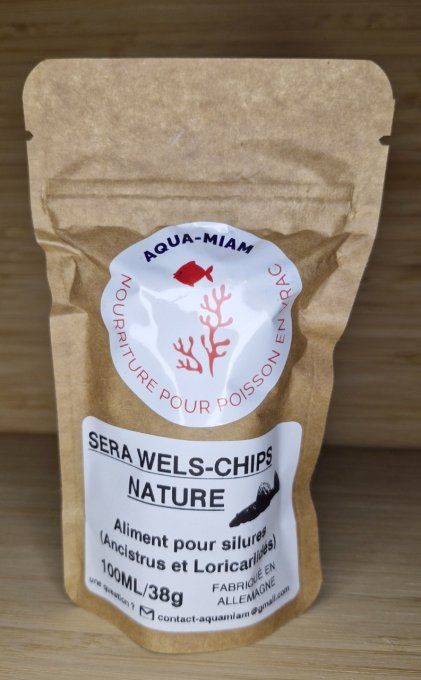 AQUA-MIAM
NOURRITURE POUR POISSON EN VRAC
SERA WELS-CHIPS
NATURE
Aliment pour silures
(Ancistrus et Loricariidés)
100ML/38g
FABRIQUÉ EN
ALLEMAGNE
une question ? contact-aquamiam@gmail.com